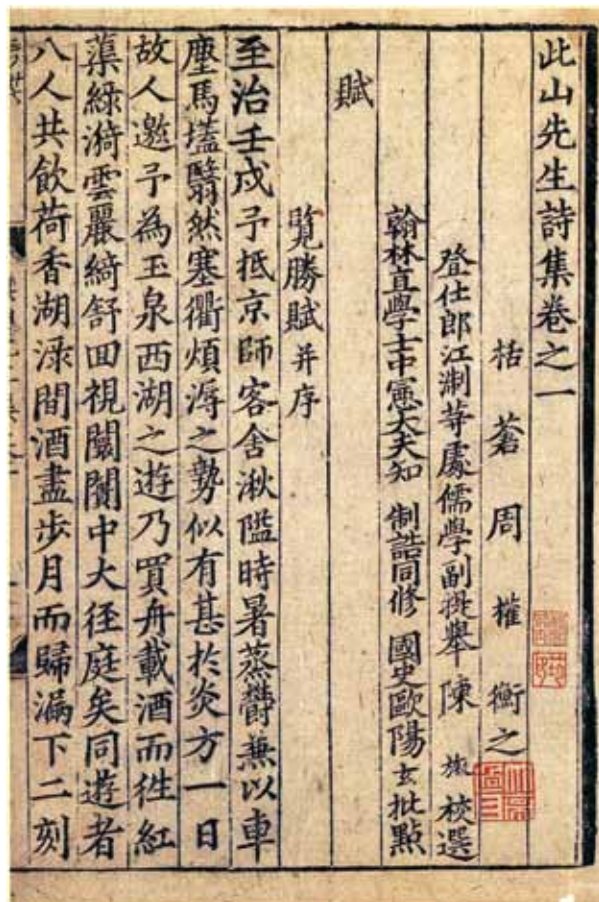 此山先生詩集卷之一
栝蒼周權衡之
登仕郎江淛等處儒學副提舉陳旅校選
翰林直學士中憲大夫知制誥同修國史歐陽玄批點
賦
覽勝賦并序
至治壬戌予抵京師客舍湫隘時暑蒸欝兼以車
塵馬壒翳然塞衢煩溽之勢似有甚於炎方一日
故人邀予為玉泉西湖之遊乃買舟載酒而徃紅
蕖綠漪雲麗綺舒回視闤闠中大徑庭矣同遊者
八人共飲荷香湖淥間酒盡步月而歸漏下二刻